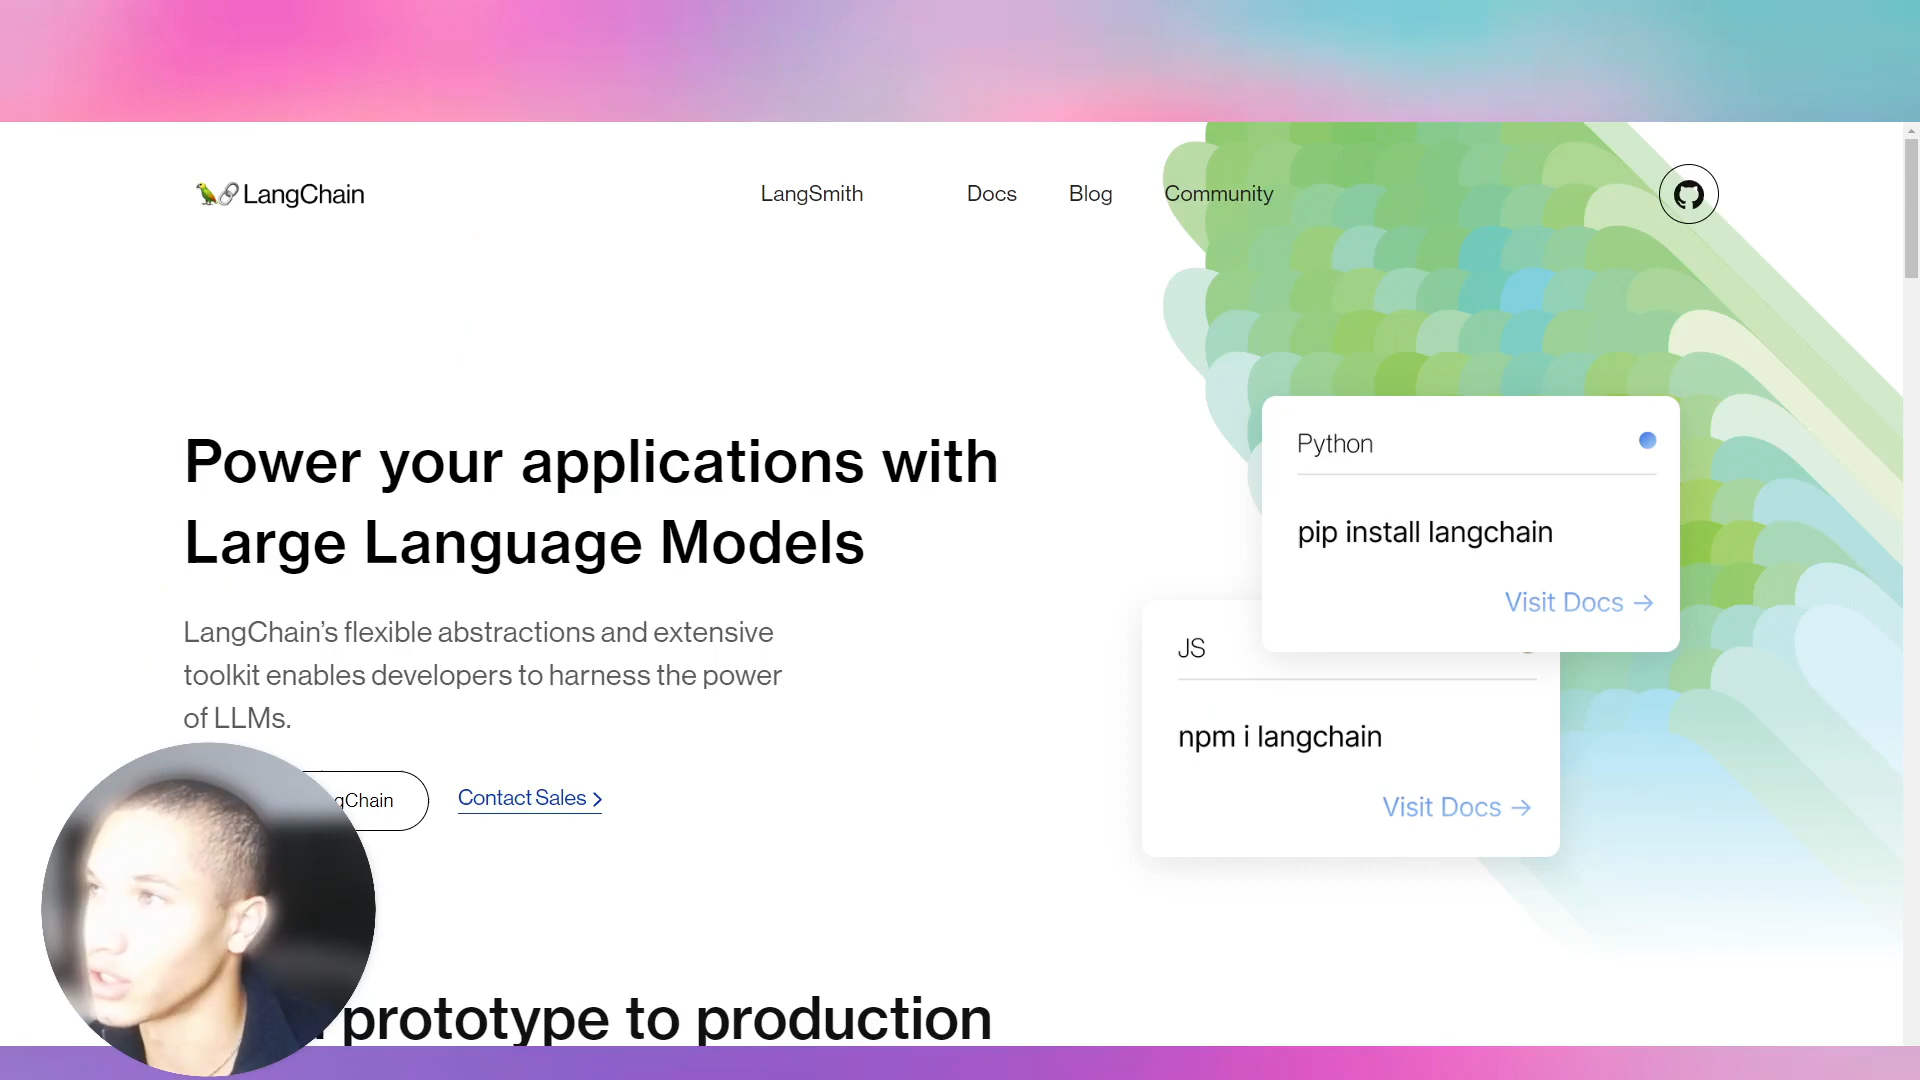 LangChain
LangSmith
Docs
Blog
Community
Power your applications with
Large Language Models
LangChain's flexible abstractions and extensive
toolkit enables developers to harness the power
of LLMs.
gChain
Contact Sales
Python
pip install langchain
Visit Docs →
JS
npm i langchain
Visit Docs →
prototype to production